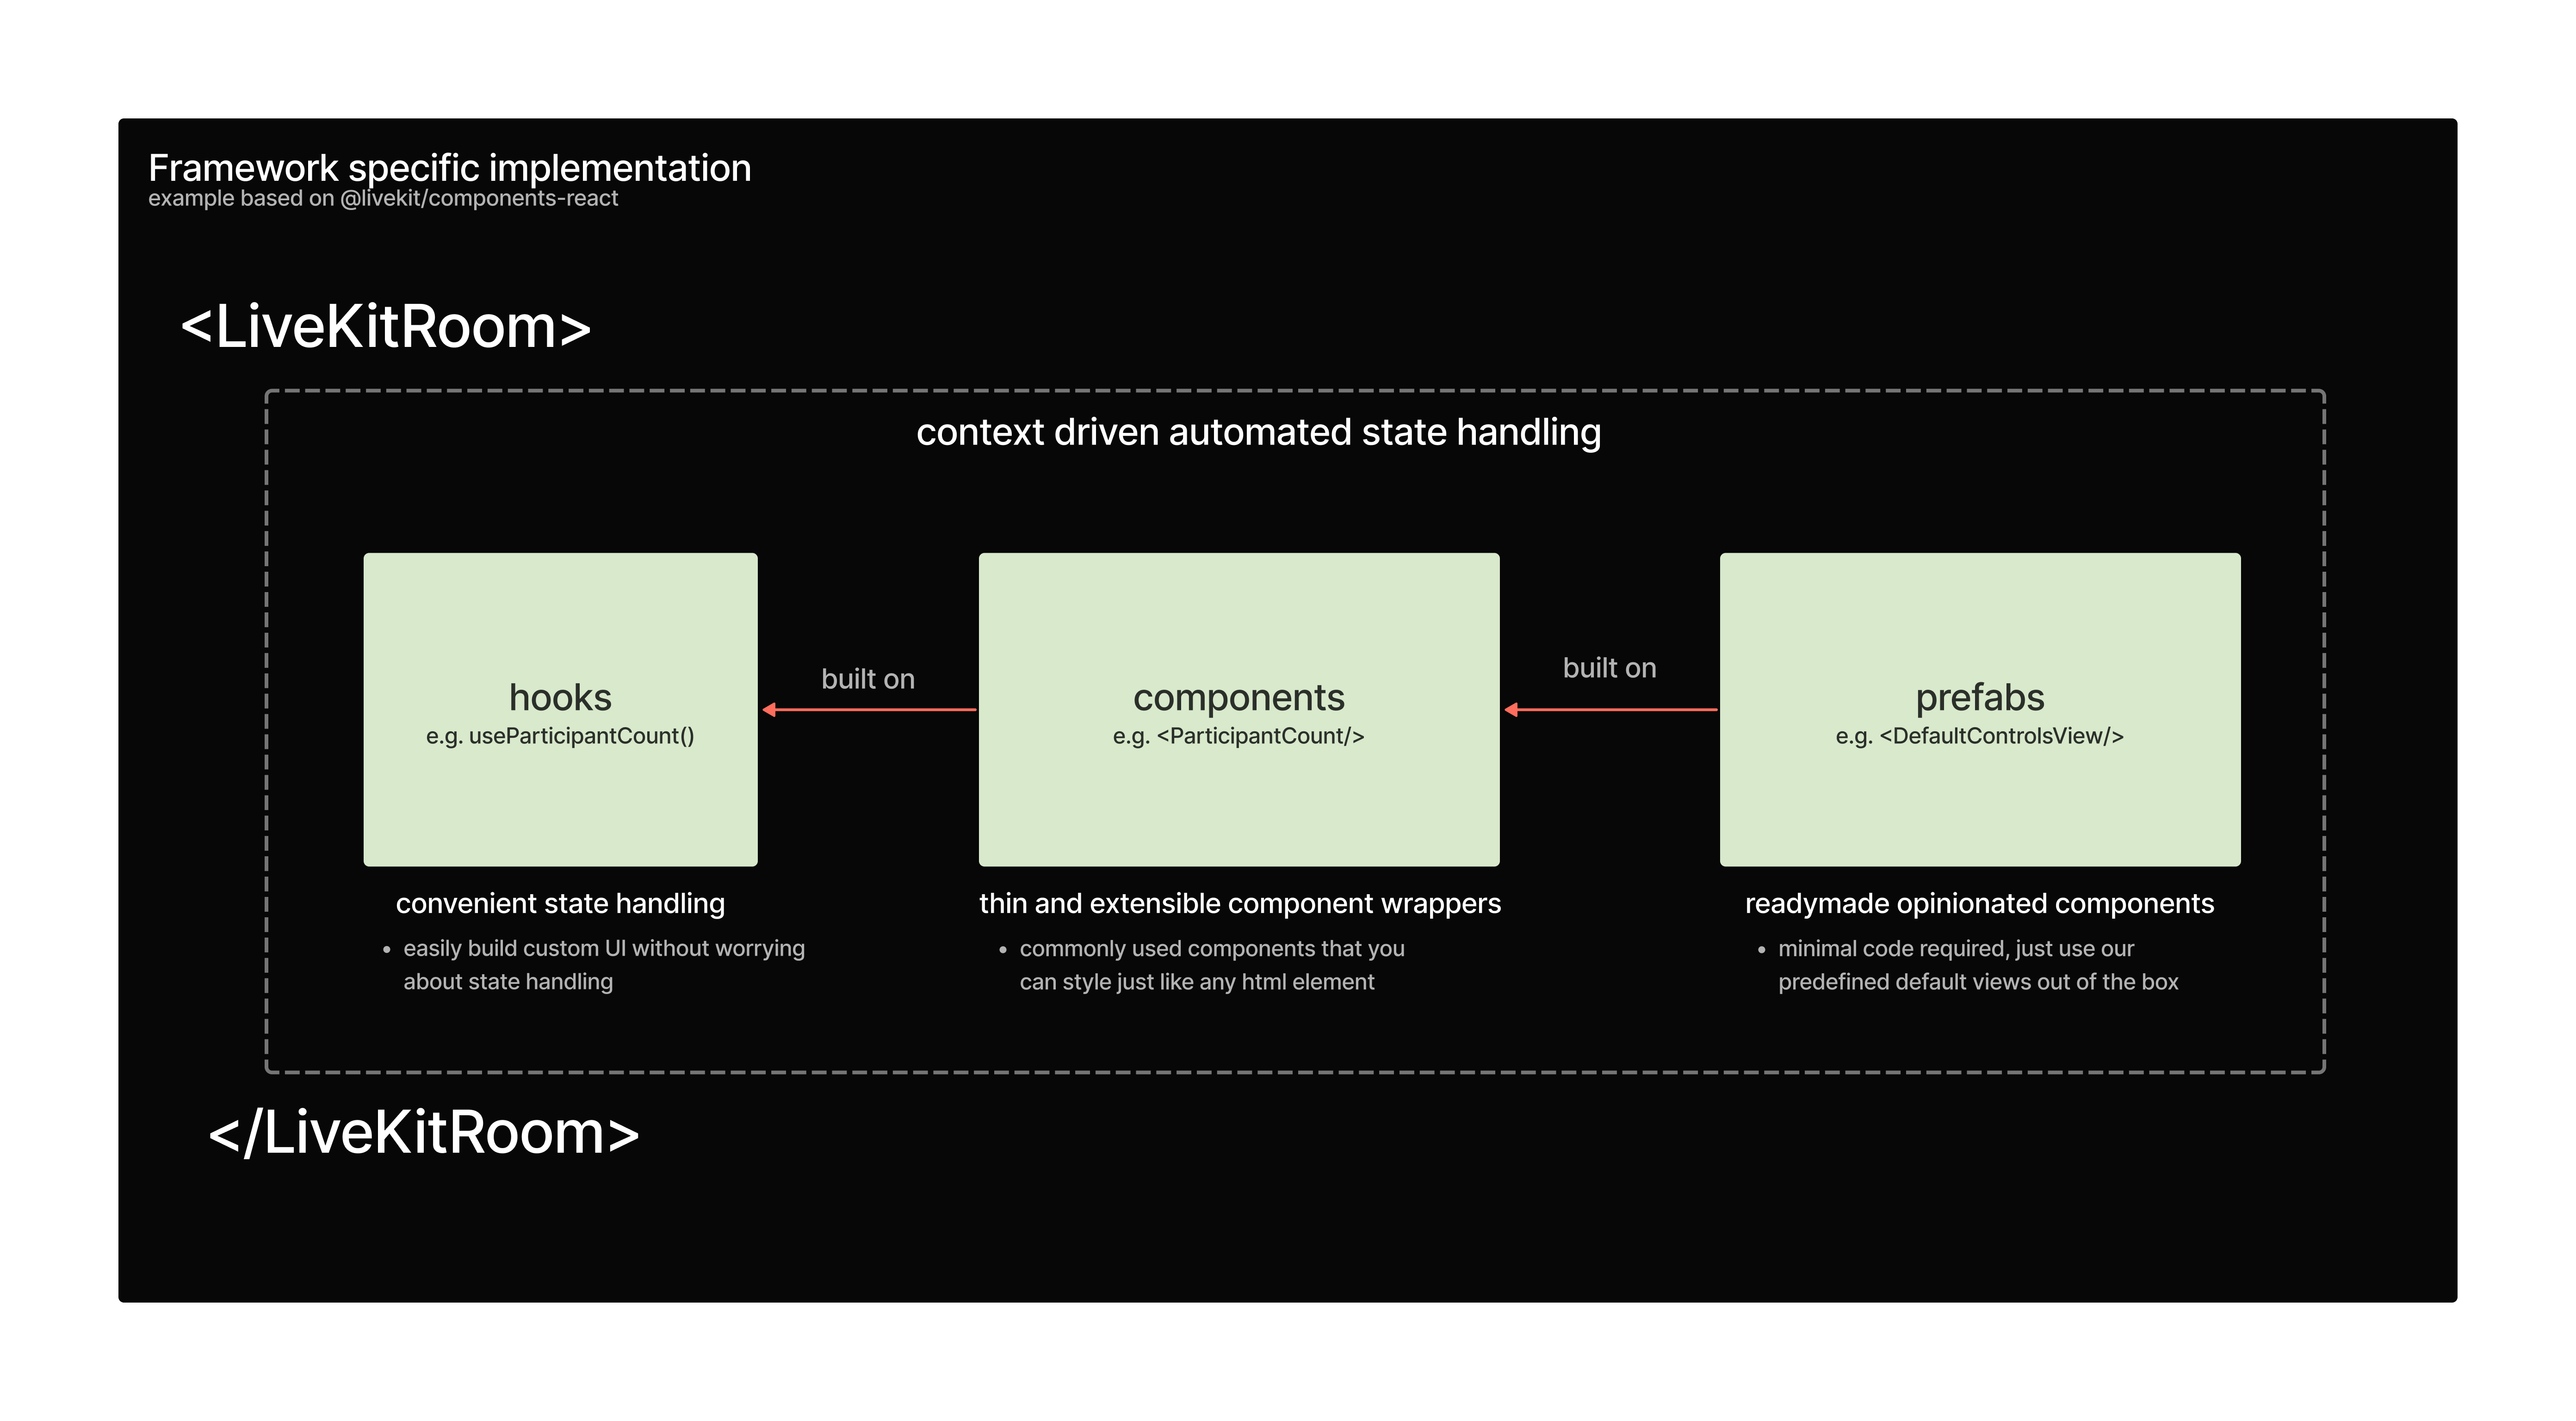 Framework specific implementation
example based on @livekit/components-react
<LiveKitRoom>
context driven automated state handling
hooks
e.g. useParticipantCount()
built on
components
e.g. <ParticipantCount/>
built on
prefabs
e.g. <DefaultControlsView/>
convenient state handling
• easily build custom UI without worrying
about state handling
thin and extensible component wrappers
• commonly used components that you
can style just like any html element
readymade opinionated components
• minimal code required, just use our
predefined default views out of the box
</LiveKitRoom>